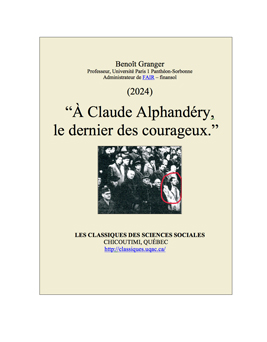 Benoît Granger
Professeur, Université Paris 1 Panthéon-Sorbonne
Administrateur de FAIR – finansol
(2024)
“À Claude Alphandéry,
le dernier des courageux.”
LES CLASSIQUES DES SCIENCES SOCIALES
CHICOUTIMI, QUÉBEC
http://classiques.uqac.ca/